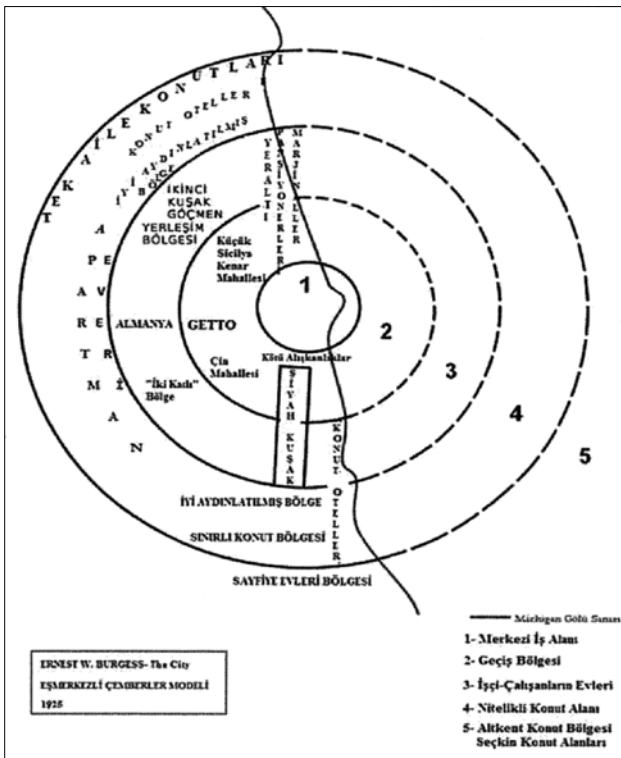 TEK AİLE KONUTLARI
KONUT OTELLERİ
İYİ AYDINLATILMIŞ
BÖLGE
YERALTI
PANSİYONERLER
MARJİNALLER
İKİNCİ
KUŞAK
GÖÇMEN
YERLEŞİM
BÖLGESİ
APARTMAN
Küçük
Sicilya
Kenar
Mahallesi
1
2
3
4
5
ALMANYA
GETTO
Çin
Mahallesi
Kötü Alışkanlıklar
"İki Katlı"
Bölge
SİYAH KUŞAK
KONUT OTELLER
İYİ AYDINLATILMIŞ BÖLGE
SINIRLI KONUT BÖLGESİ
SAYFİYE EVLERİ BÖLGESİ
Michigan Gölü Sınırı
1- Merkezi İş Alanı
2- Geçiş Bölgesi
3- İşçi-Çalışanların Evleri
4- Nitelikli Konut Alanı
5- Altkent Konut Bölgesi
Seçkin Konut Alanları
ERNEST W. BURGESS- The City
EŞMERKEZLİ ÇEMBERLER MODELİ
1925